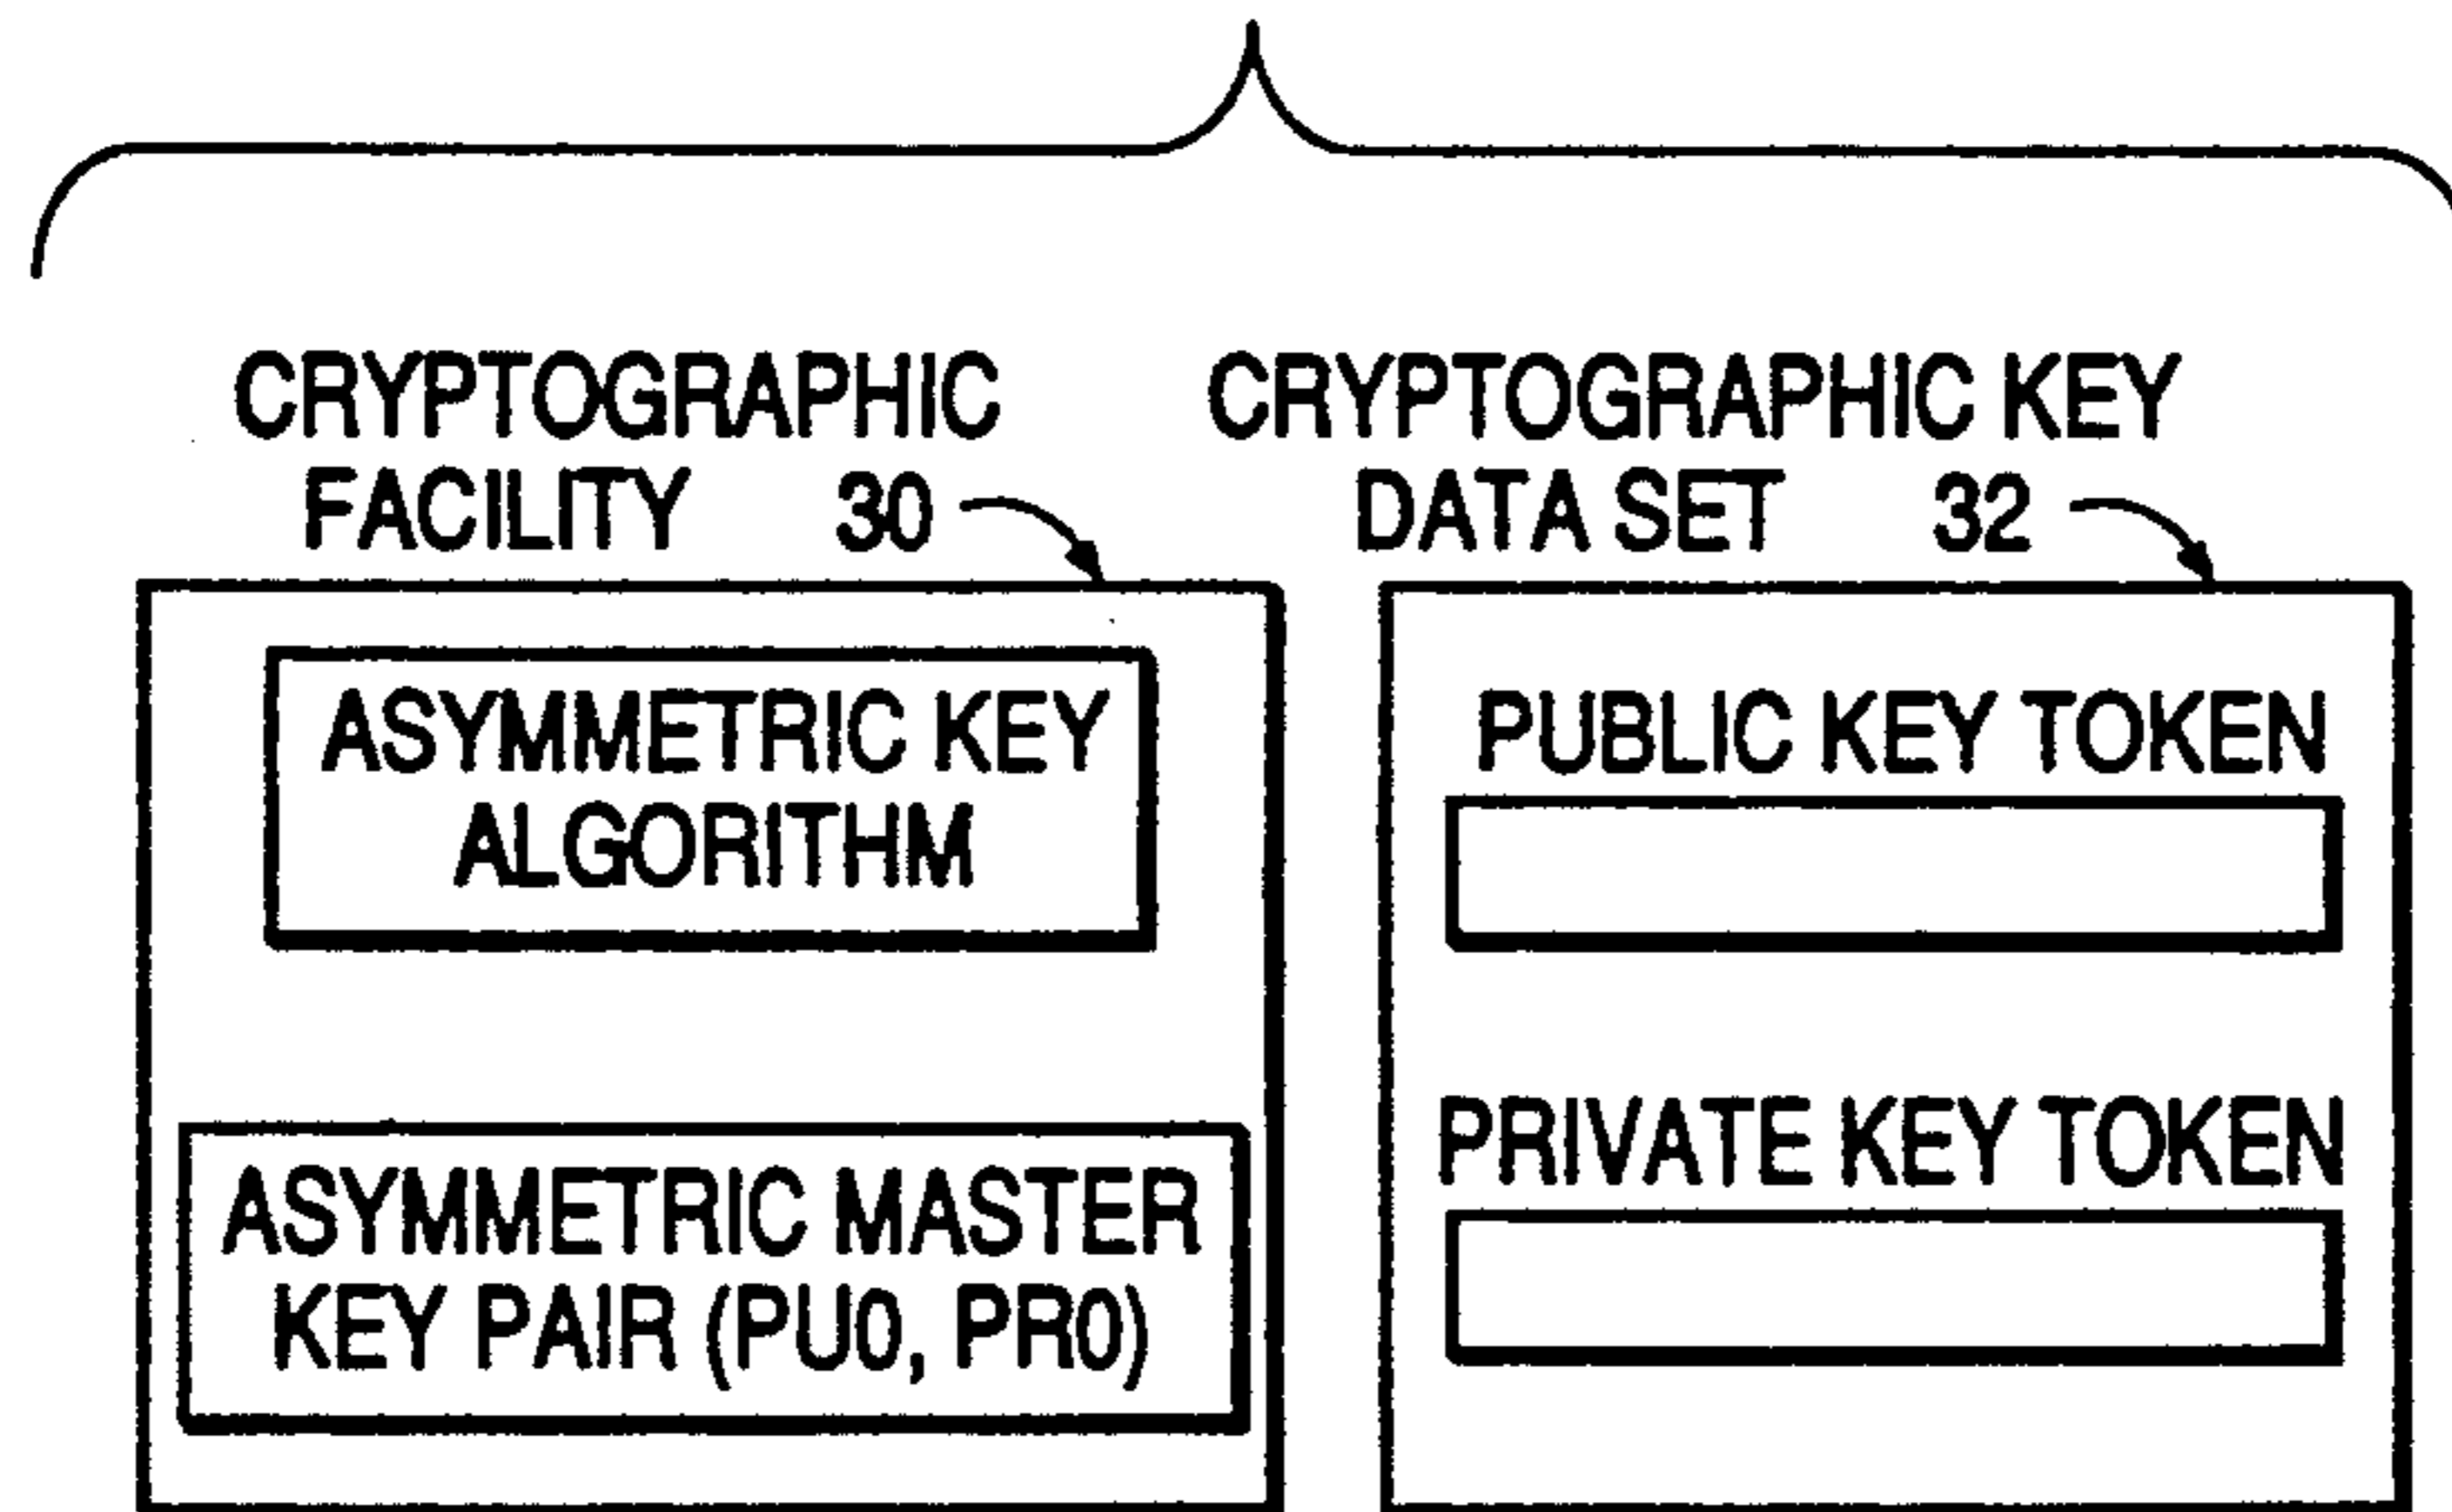 CRYPTOGRAPHIC
FACILITY 30
CRYPTOGRAPHIC KEY
DATA SET 32
ASYMMETRIC KEY
ALGORITHM
ASYMMETRIC MASTER
KEY PAIR (PU0, PR0)
PUBLIC KEY TOKEN
PRIVATE KEY TOKEN